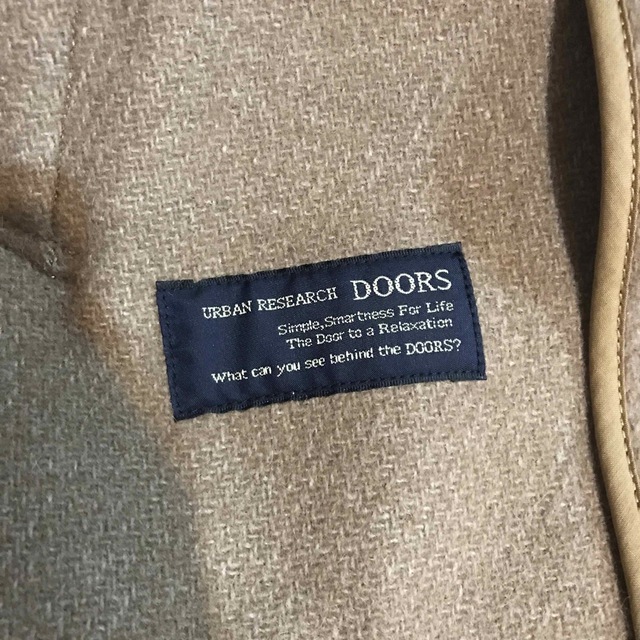 URBAN RESEARCH DOORS
Simple,Smartness For Life
The Door to a Relaxation
What can you see behind the DOORS?